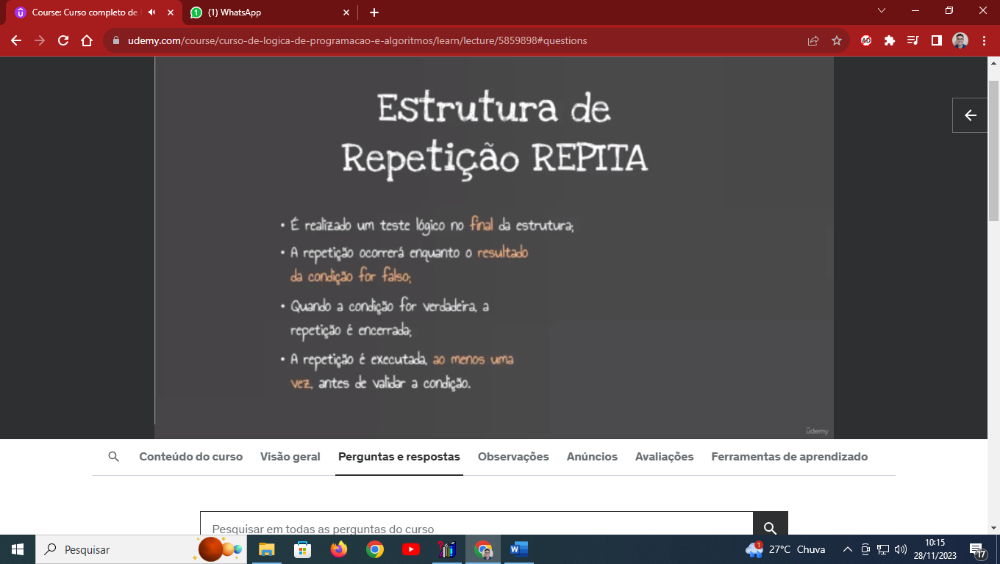 Course: Curso completo de
(1) WhatsApp
udemy.com/course/curso-de-logica-de-programacao-e-algoritmos/learn/lecture/5859898#questions
Estrutura de
Repetição REPITA
• É realizado um teste lógico no final da estrutura;
• A repetição ocorrerá enquanto o resultado
da condição for falso;
• Quando a condição for verdadeira, a
repetição é encerrada;
• A repetição é executada, ao menos uma
vez, antes de validar a condição.
ûdemy
Conteúdo do curso Visão geral Perguntas e respostas Observações Anúncios Avaliações Ferramentas de aprendizado
Pesquisar em todas as perguntas do curso
Pesquisar
27°C Chuva
10:15
28/11/2023
17